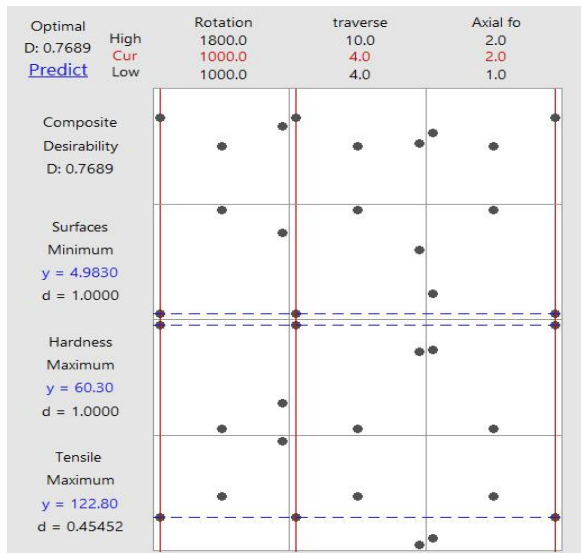 Optimal
D: 0.7689
Predict
High
Cur
Low
Rotation
1800.0
1000.0
1000.0
traverse
10.0
4.0
4.0
Axial fo
2.0
2.0
1.0
Composite
Desirability
D: 0.7689
Surfaces
Minimum
y = 4.9830
d = 1.0000
Hardness
Maximum
y = 60.30
d = 1.0000
Tensile
Maximum
y = 122.80
d = 0.45452